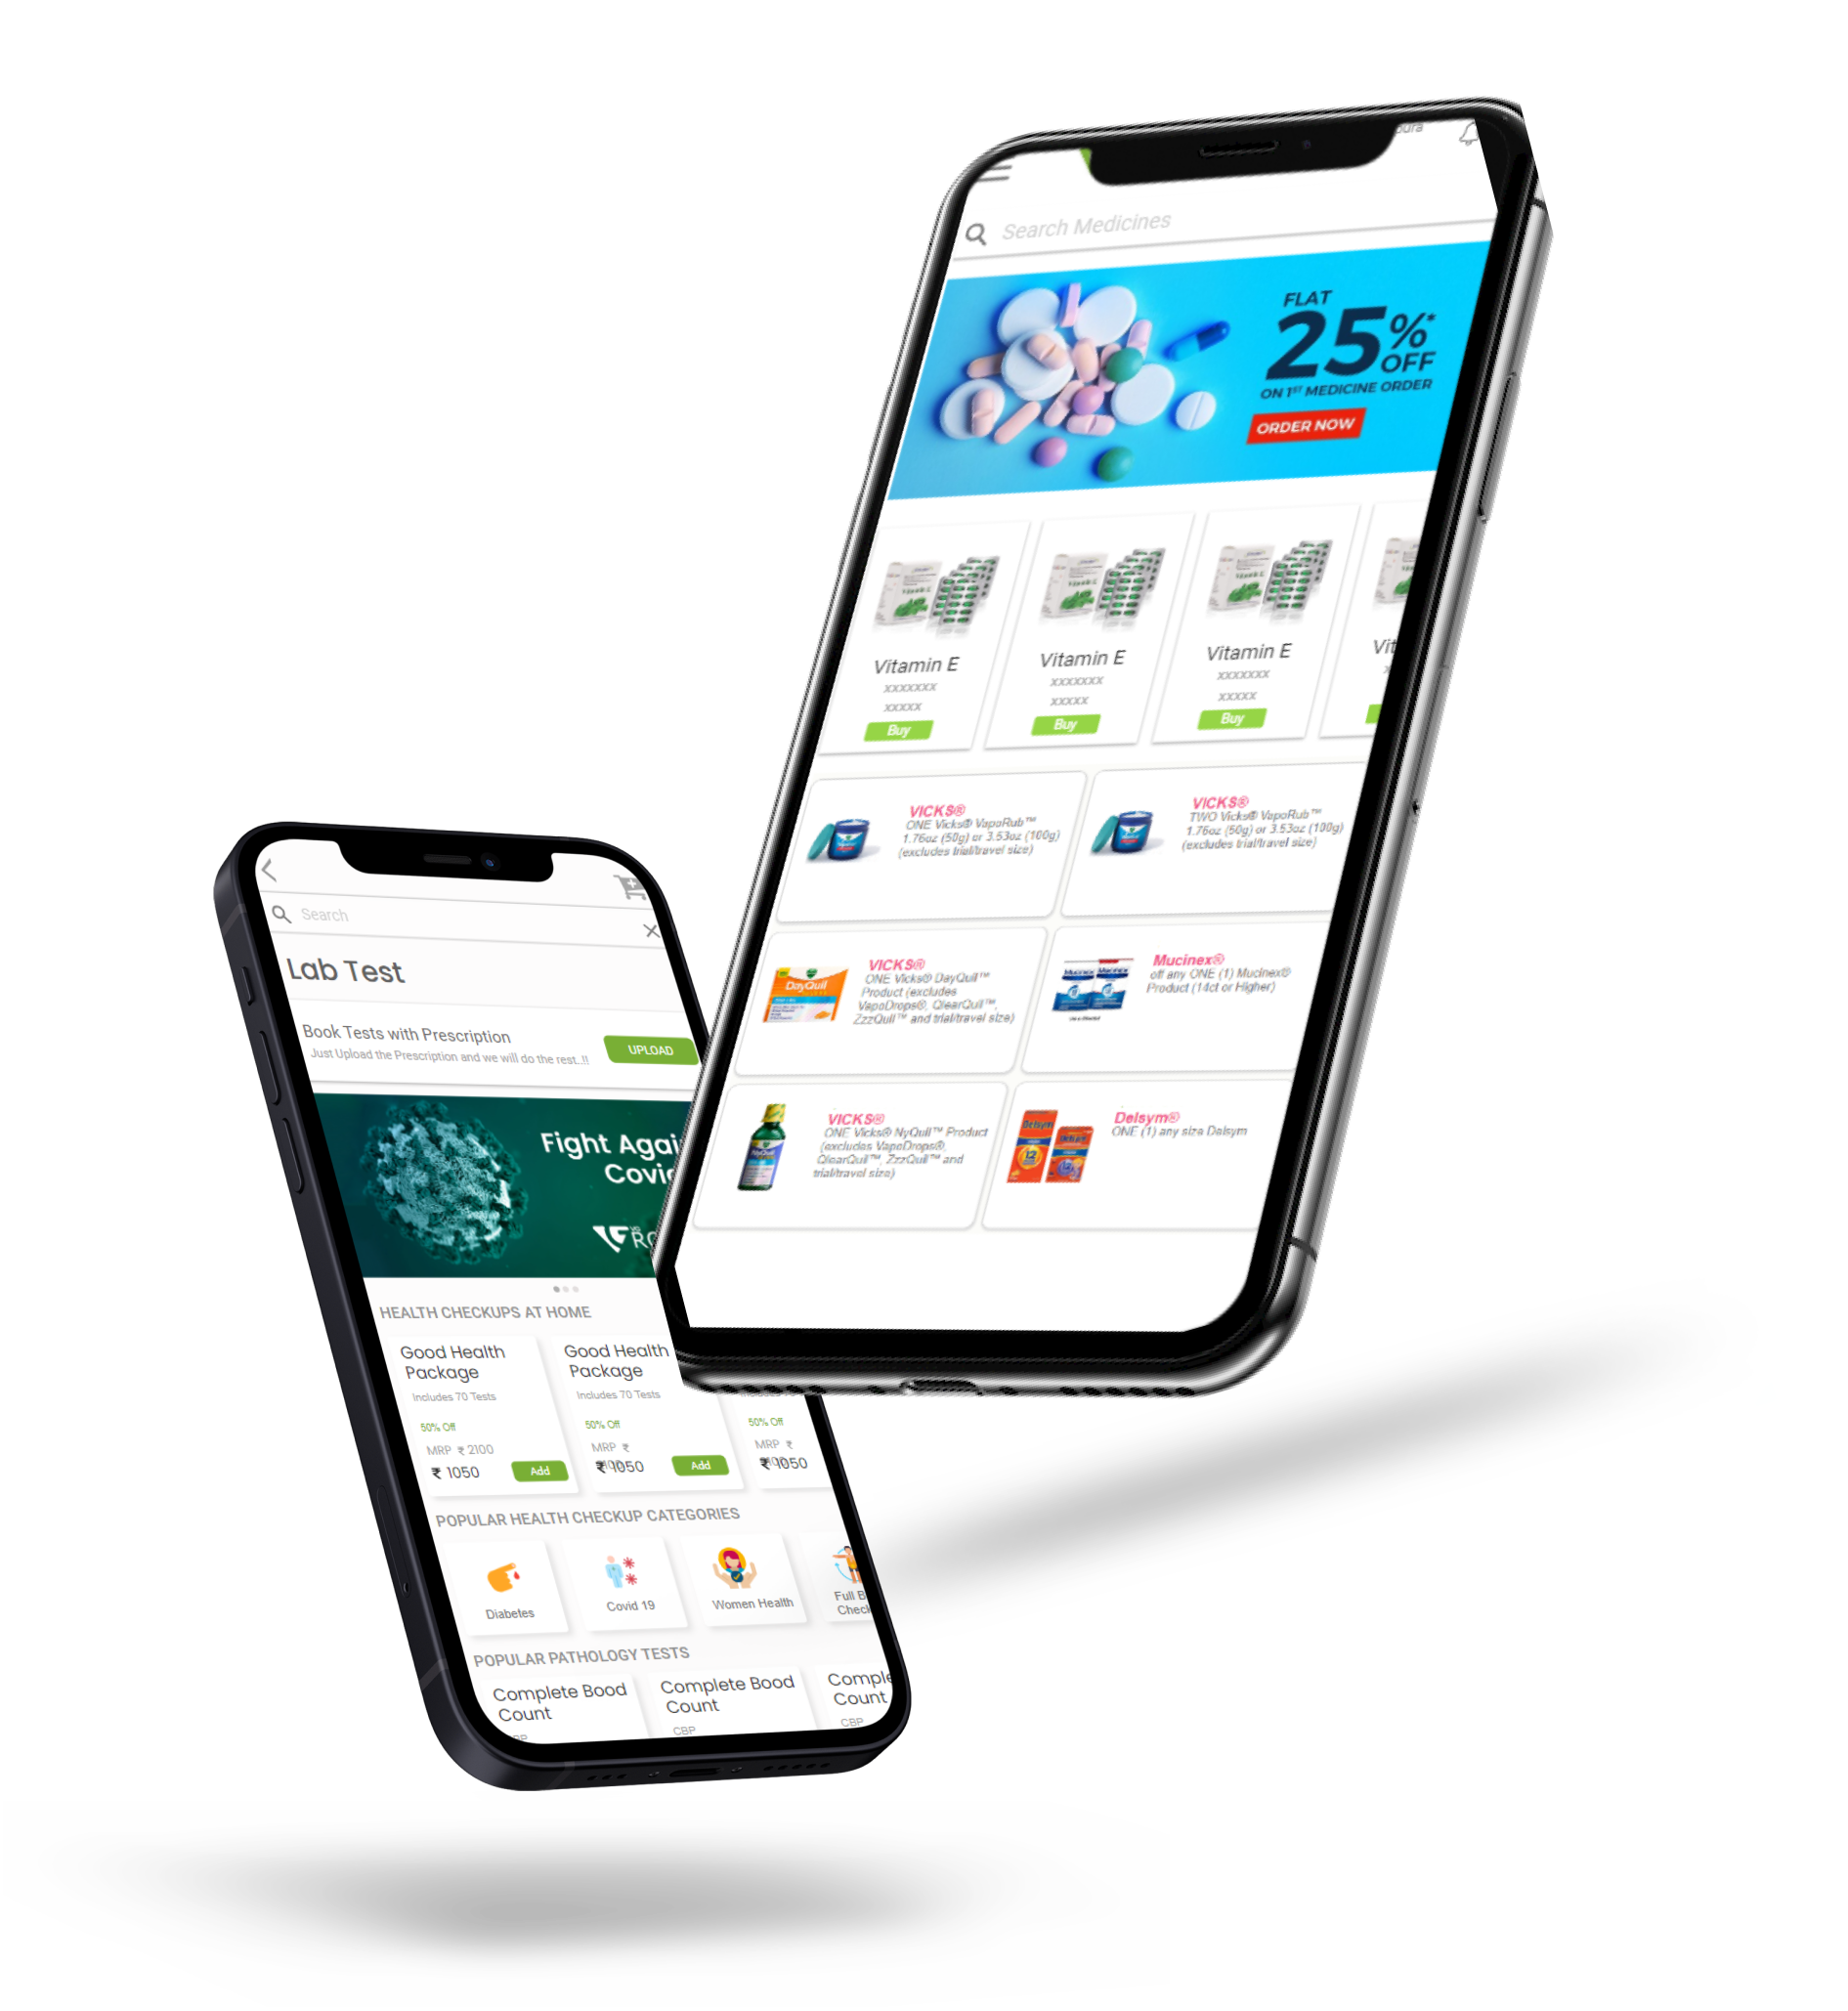 Search Medicines
FLAT
25%*
OFF
ON 1ST MEDICINE ORDER
ORDER NOW
Vitamin E
xxxxxxx
xxxxx
Buy
Vitamin E
xxxxxxx
xxxxx
Buy
Vitamin E
xxxxxxx
xxxxx
Buy
Vit
VICKS®
ONE Vicks® VapoRub™
1.76oz (50g) or 3.53oz (100g)
(excludes trial/travel size)
VICKS®
TWO Vicks® VapoRub™
1.76oz (50g) or 3.53oz (100g)
(excludes trial/travel size)
DayQuil
VICKS®
ONE Vicks® DayQuil™
Product (excludes
VapoDrops®, QlearQuil™,
ZzzQuil™ and trial/travel size)
Mucinex
Mucinex
Mucinex®
off any ONE (1) Mucinex®
Product (14ct or Higher)
NyQuil
VICKS®
ONE Vicks® NyQuil™ Product
(excludes VapoDrops®,
QlearQuil™, ZzzQuil™ and
trial/travel size)
Delsym
12
Delsym
12
Delsym®
ONE (1) any size Delsym
Search
Lab Test
Book Tests with Prescription
Just Upload the Prescription and we will do the rest..!!
UPLOAD
Fight Agai
Covi
HEALTH CHECKUPS AT HOME
Good Health
Package
Includes 70 Tests
50% Off
MRP ₹ 2100
₹ 1050
Add
Good Health
Package
Includes 70 Tests
50% Off
MRP ₹
₹ 1050
Add
50% Off
MRP ₹
₹ 1050
POPULAR HEALTH CHECKUP CATEGORIES
Diabetes
Covid 19
Women Health
Full B
Check
POPULAR PATHOLOGY TESTS
Complete Bood
Count
Complete Bood
Count
CBP
Comple
Count
CBP